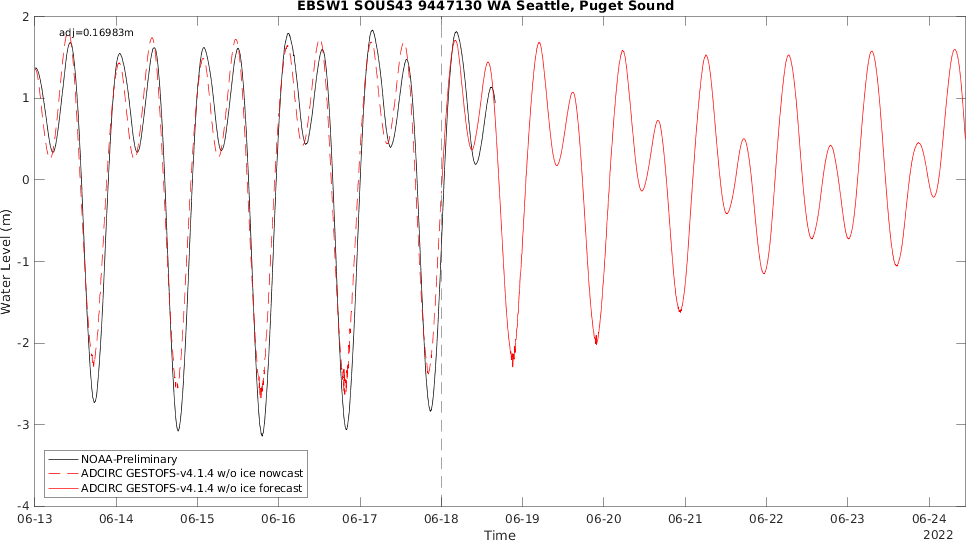 EBSW1 SOUS43 9447130 WA Seattle, Puget Sound
adj=0.16983m
2
1
0
-1
-2
-3
-4
Water Level (m)
NOAA-Preliminary
ADCIRC GESTOFS-v4.1.4 w/o ice nowcast
ADCIRC GESTOFS-v4.1.4 w/o ice forecast
06-13 06-14 06-15 06-16 06-17 06-18 06-19 06-20 06-21 06-22 06-23 06-24
Time
2022